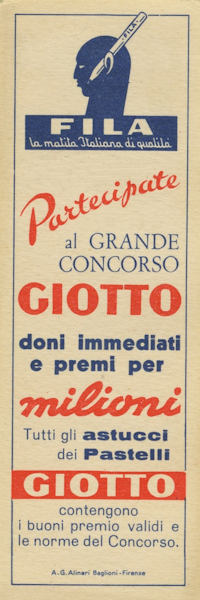 FILA
FILA
la matita Italiana di qualità
Partecipate
al GRANDE
CONCORSO
GIOTTO
doni immediati
e premi per
milioni
Tutti gli astucci
dei Pastelli
GIOTTO
contengono
i buoni premio validi e
le norme del Concorso.
A. G. Alinari Baglioni - Firenze